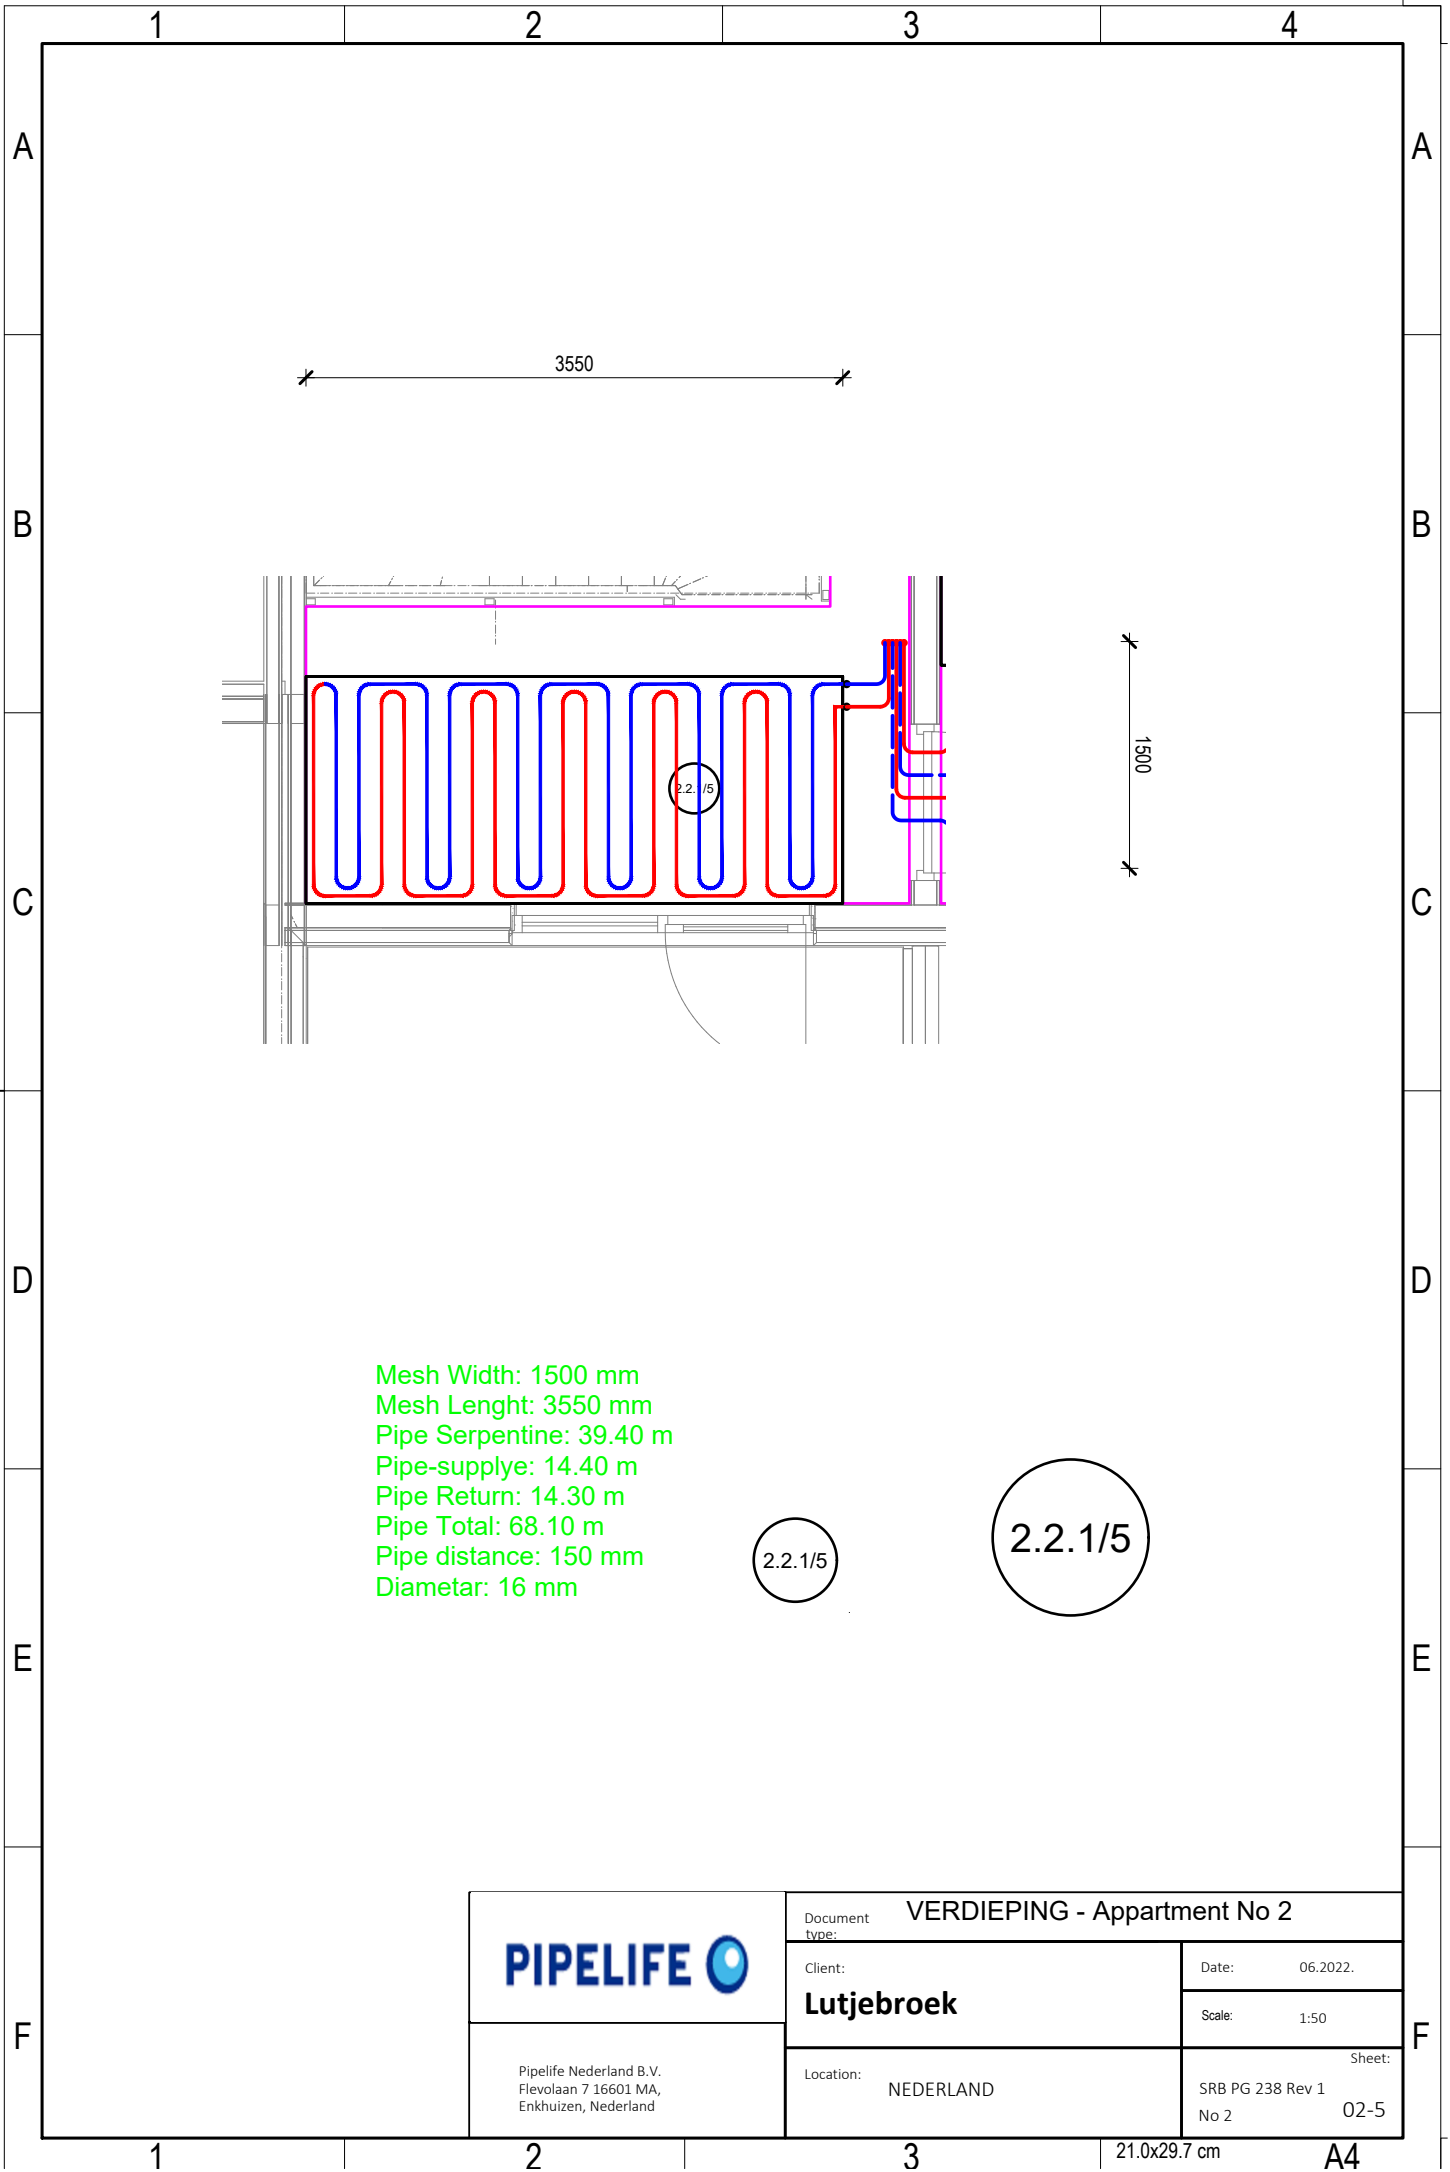 1 2 3 4
A A
3550
B B
2.2.1/5
1500
C C
D D
Mesh Width: 1500 mm
Mesh Lenght: 3550 mm
Pipe Serpentine: 39.40 m
Pipe-supplye: 14.40 m
Pipe Return: 14.30 m
Pipe Total: 68.10 m
Pipe distance: 150 mm
Diametar: 16 mm
2.2.1/5
2.2.1/5
E E
PIPELIFE
Pipelife Nederland B.V.
Flevolaan 7 16601 MA,
Enkhuizen, Nederland
Document
type:
VERDIEPING - Appartment No 2
Client:
Lutjebroek
Date: 06.2022.
Scale: 1:50
Location: NEDERLAND
Sheet:
SRB PG 238 Rev 1
No 2 02-5
F F
1 2 3
21.0x29.7 cm A4